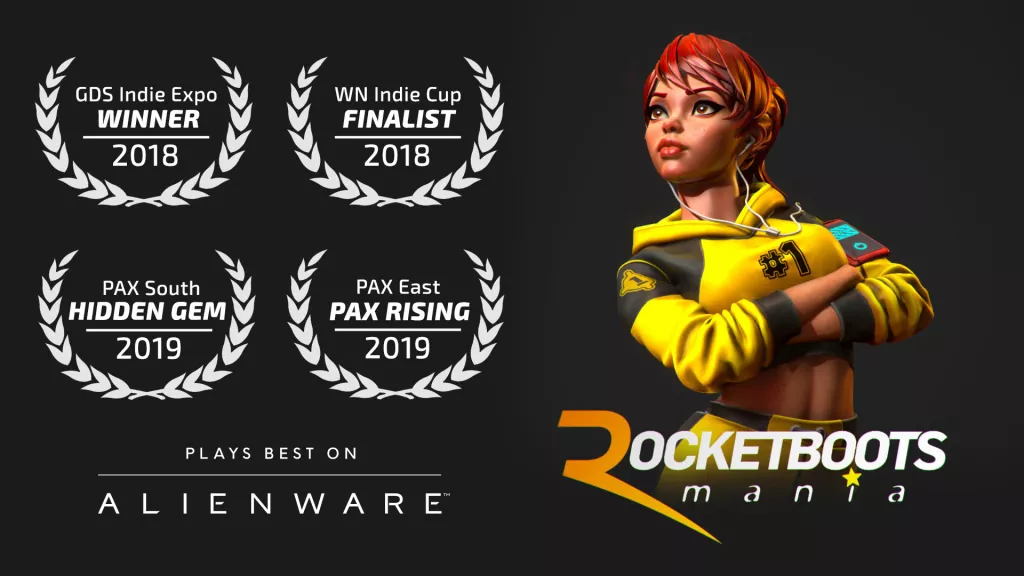 GDS Indie Expo
WINNER
2018
WN Indie Cup
FINALIST
2018
PAX South
HIDDEN GEM
2019
PAX East
PAX RISING
2019
PLAYS BEST ON
ALIENWARE™
#1
ROCKETBOOTS
mania